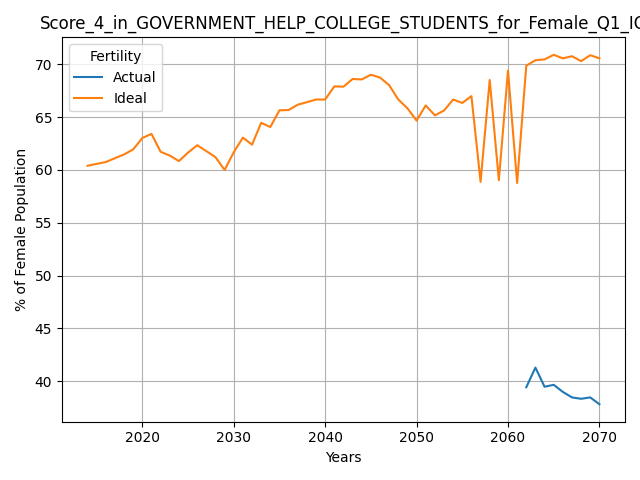 Score_4_in_GOVERNMENT_HELP_COLLEGE_STUDENTS_for_Female_Q1_IC
Fertility
Actual
Ideal
% of Female Population
70
65
60
55
50
45
40
2020 2030 2040 2050 2060 2070
Years